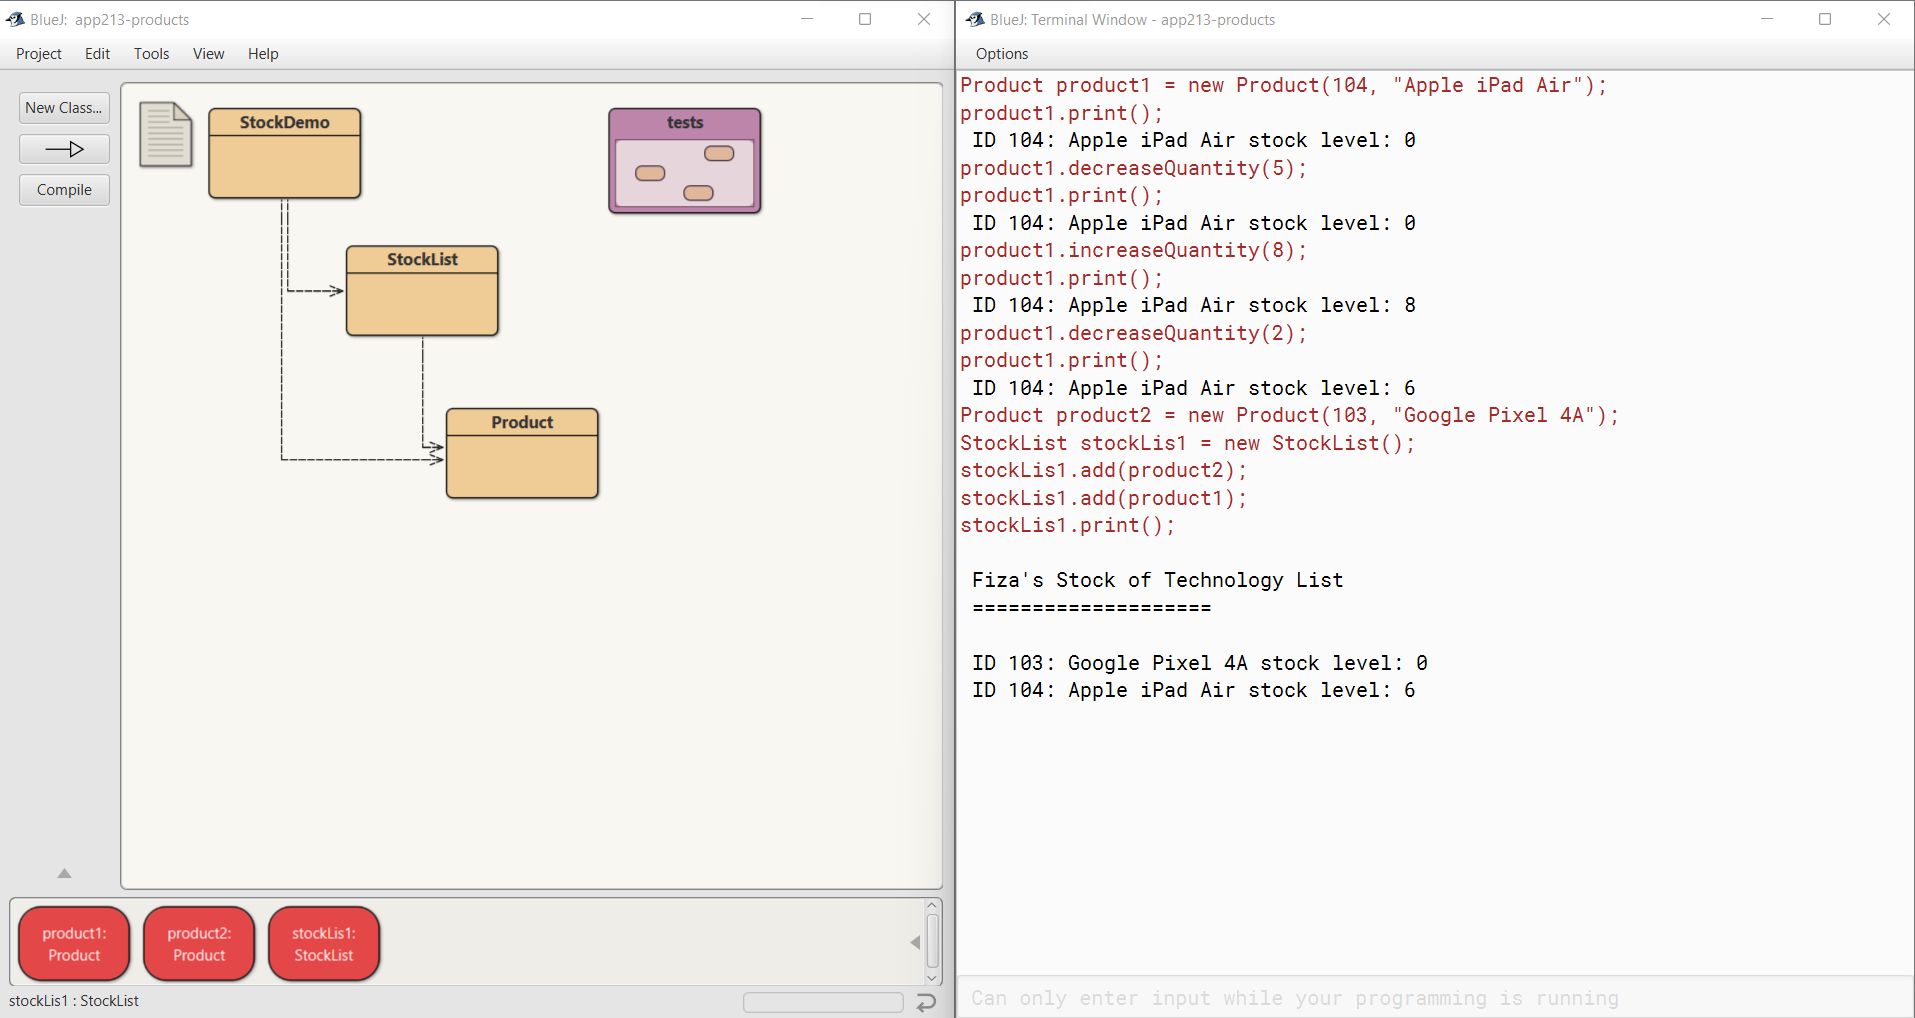 BlueJ: app213-products
Project Edit Tools View Help
New Class...
Compile
StockDemo
tests
StockList
Product
product1:
Product
product2:
Product
stockLis1:
StockList
stockLis1 : StockList
BlueJ: Terminal Window - app213-products
Options
Product product1 = new Product(104, "Apple iPad Air");
product1.print();
ID 104: Apple iPad Air stock level: 0
product1.decreaseQuantity(5);
product1.print();
ID 104: Apple iPad Air stock level: 0
product1.increaseQuantity(8);
product1.print();
ID 104: Apple iPad Air stock level: 8
product1.decreaseQuantity(2);
product1.print();
ID 104: Apple iPad Air stock level: 6
Product product2 = new Product(103, "Google Pixel 4A");
StockList stockLis1 = new StockList();
stockLis1.add(product2);
stockLis1.add(product1);
stockLis1.print();
Fiza's Stock of Technology List
====================
ID 103: Google Pixel 4A stock level: 0
ID 104: Apple iPad Air stock level: 6
Can only enter input while your programming is running